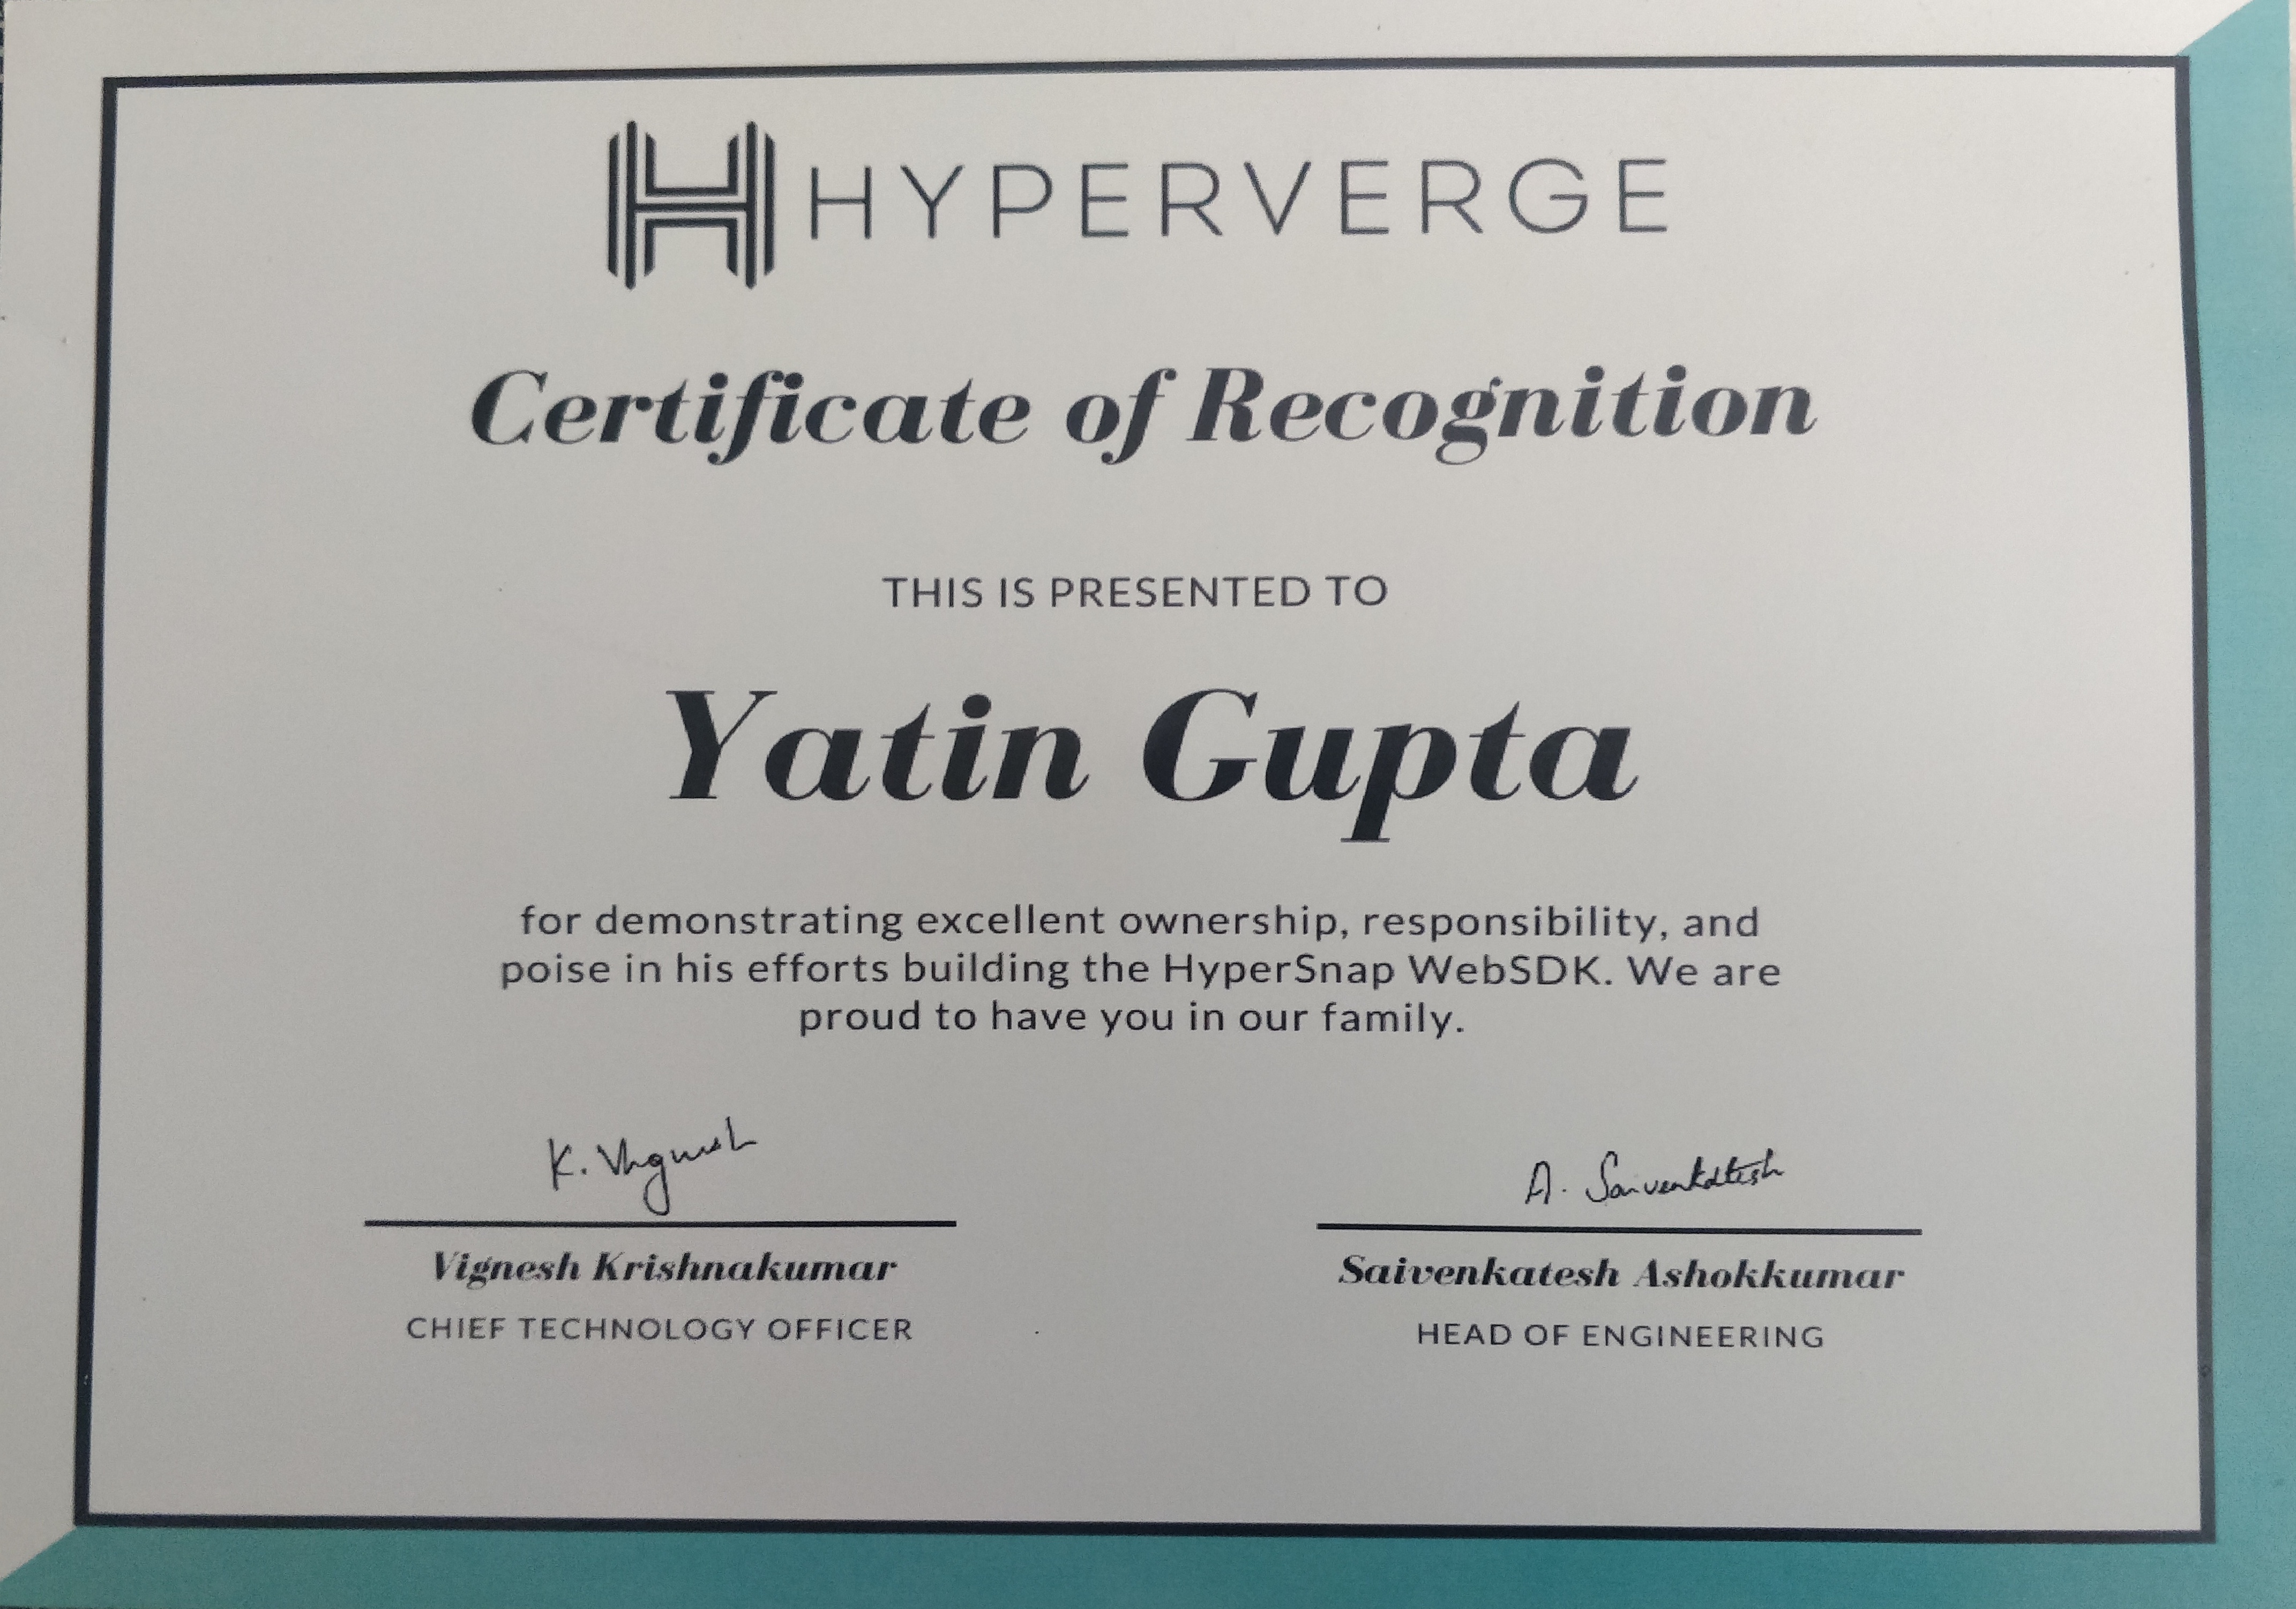 HYPERVERGE
Certificate of Recognition
THIS IS PRESENTED TO
Yatin Gupta
for demonstrating excellent ownership, responsibility, and
poise in his efforts building the HyperSnap WebSDK. We are
proud to have you in our family.
K. Vignesh
A. Saivenkatesh
Vignesh Krishnakumar
Saivenkatesh Ashokkumar
CHIEF TECHNOLOGY OFFICER
HEAD OF ENGINEERING